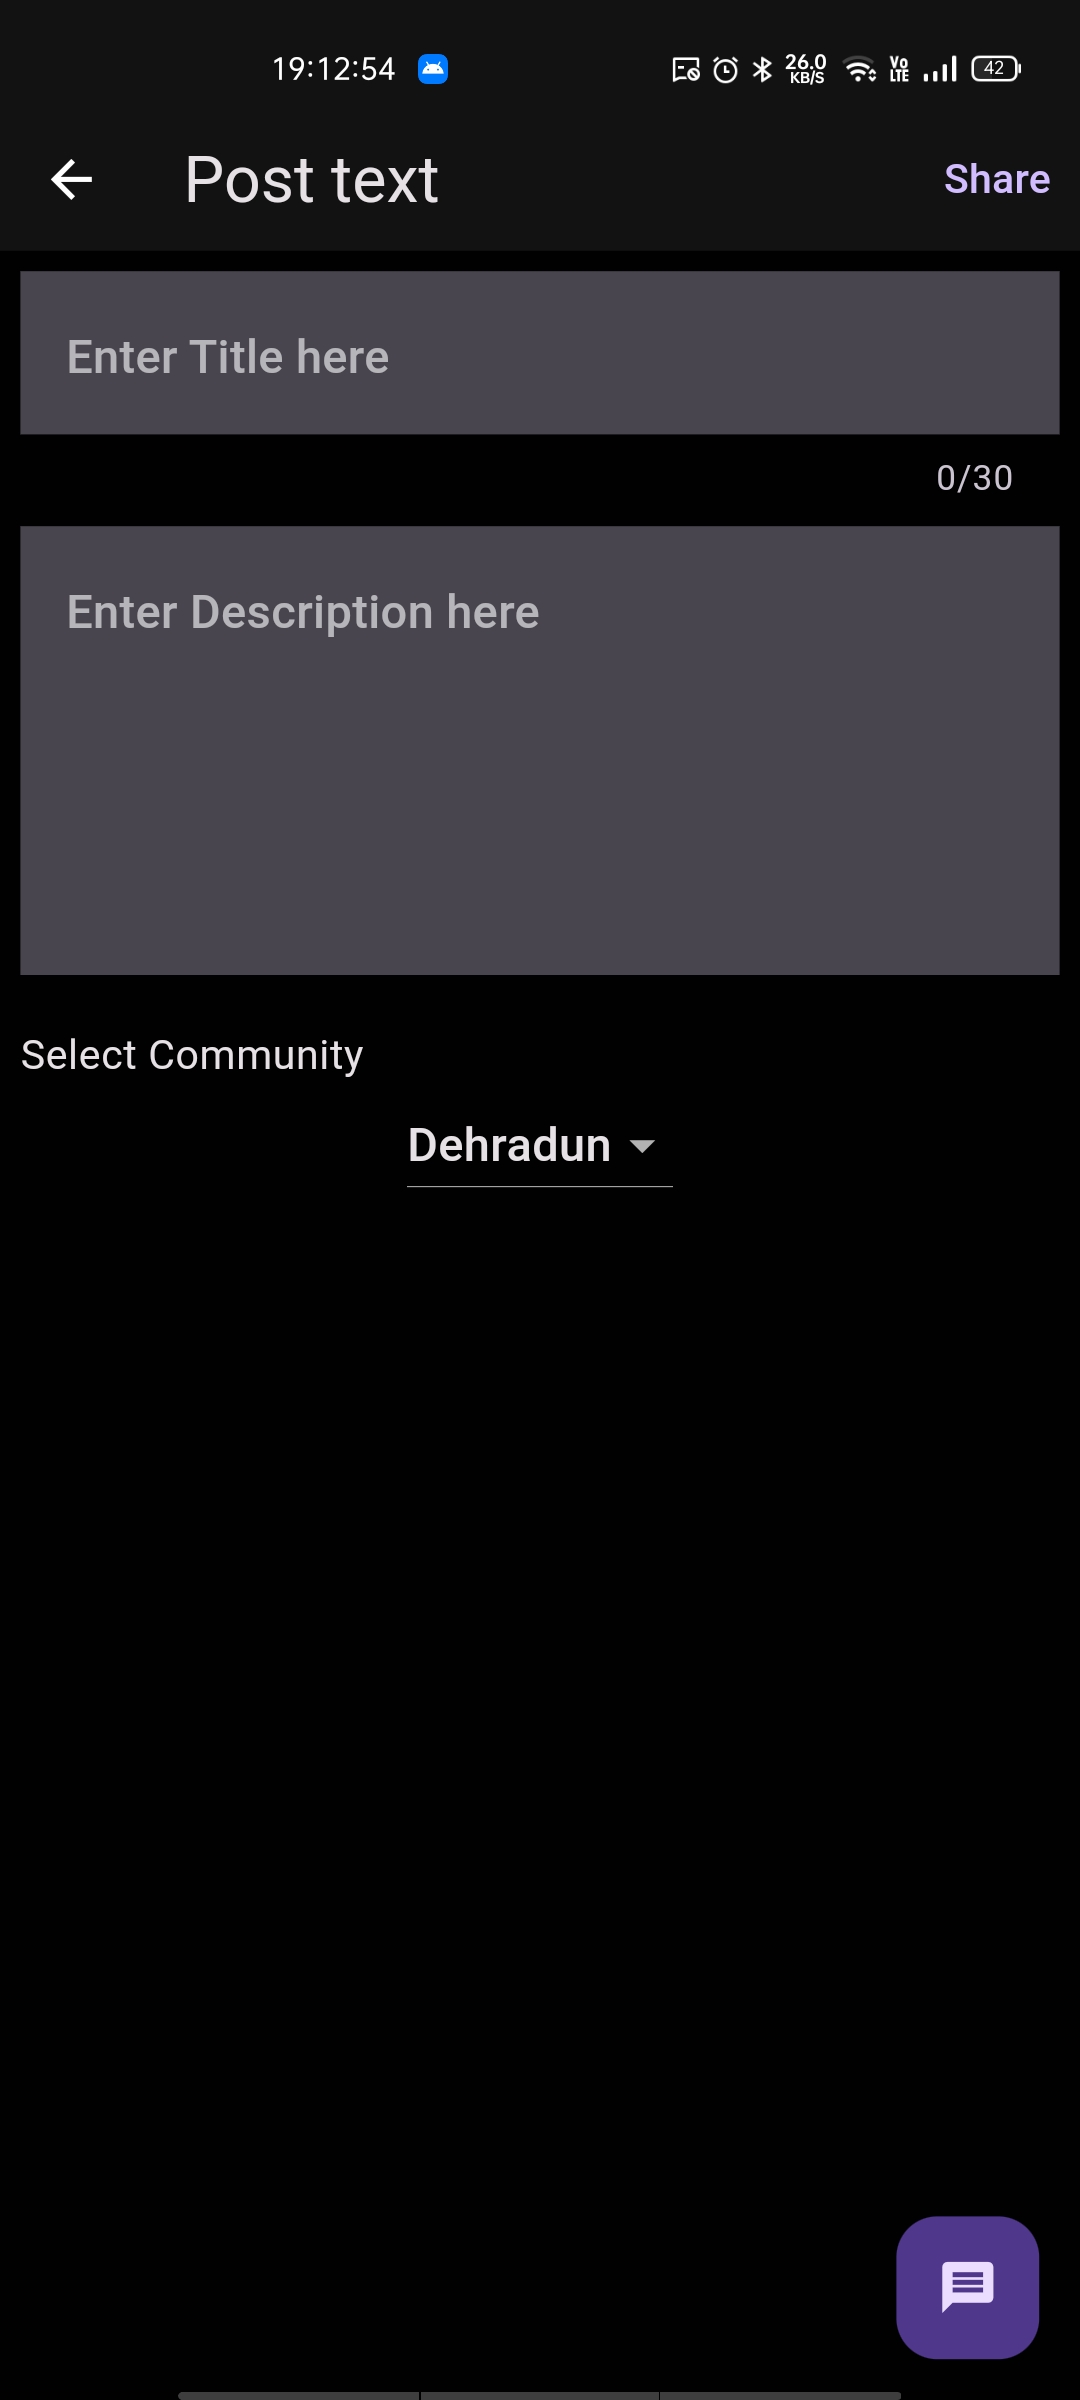 19:12:54
26.0
KB/S
Vo
LTE
42
Post text
Share
Enter Title here
0/30
Enter Description here
Select Community
Dehradun